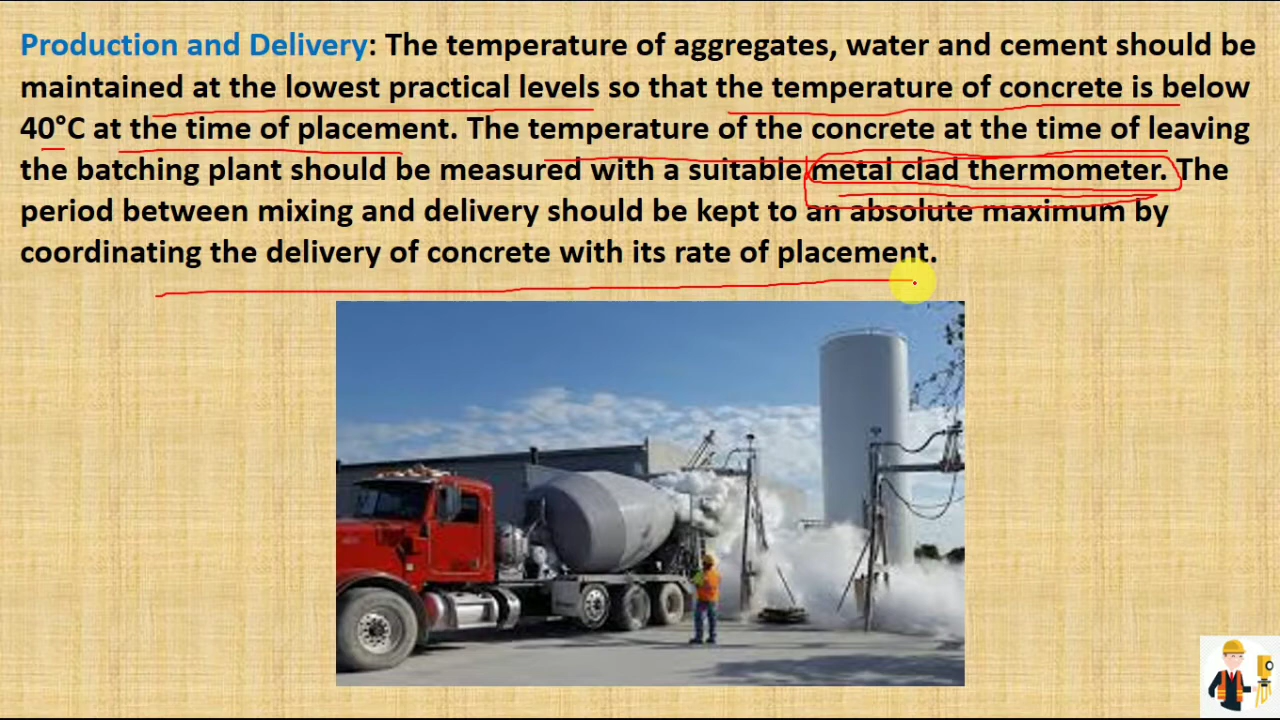 Production and Delivery: The temperature of aggregates, water and cement should be
maintained at the lowest practical levels so that the temperature of concrete is below
40°C at the time of placement. The temperature of the concrete at the time of leaving
the batching plant should be measured with a suitable metal clad thermometer. The
period between mixing and delivery should be kept to an absolute maximum by
coordinating the delivery of concrete with its rate of placement.